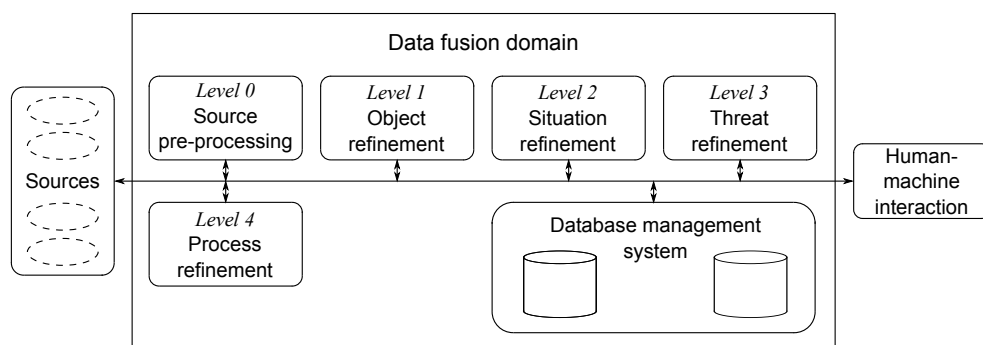 Data fusion domain
Level 0
Source
pre-processing
Level 1
Object
refinement
Level 2
Situation
refinement
Level 3
Threat
refinement
Sources
Human-
machine
interaction
Level 4
Process
refinement
Database management
system